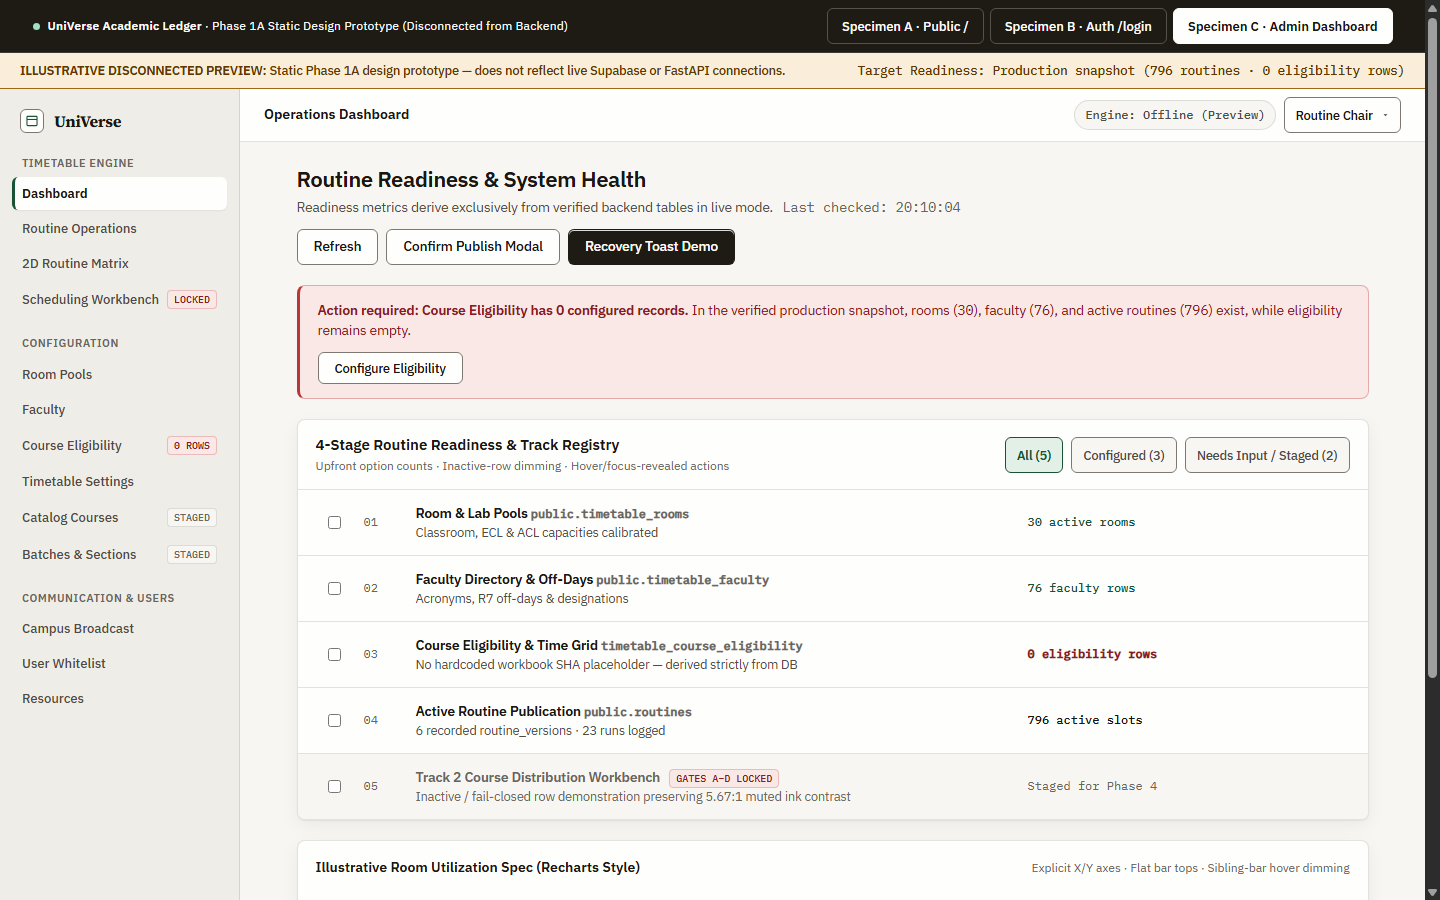 UniVerse Academic Ledger · Phase 1A Static Design Prototype (Disconnected from Backend)
Specimen A · Public /
Specimen B · Auth /login
Specimen C · Admin Dashboard
ILLUSTRATIVE DISCONNECTED PREVIEW: Static Phase 1A design prototype — does not reflect live Supabase or FastAPI connections.
Target Readiness: Production snapshot (796 routines · 0 eligibility rows)
UniVerse
TIMETABLE ENGINE
Dashboard
Routine Operations
2D Routine Matrix
Scheduling Workbench LOCKED
CONFIGURATION
Room Pools
Faculty
Course Eligibility 0 ROWS
Timetable Settings
Catalog Courses STAGED
Batches & Sections STAGED
COMMUNICATION & USERS
Campus Broadcast
User Whitelist
Resources
Operations Dashboard
Engine: Offline (Preview)
Routine Chair
Routine Readiness & System Health
Readiness metrics derive exclusively from verified backend tables in live mode. Last checked: 20:10:04
Refresh
Confirm Publish Modal
Recovery Toast Demo
Action required: Course Eligibility has 0 configured records. In the verified production snapshot, rooms (30), faculty (76), and active routines (796) exist, while eligibility
remains empty.
Configure Eligibility
4-Stage Routine Readiness & Track Registry
Upfront option counts · Inactive-row dimming · Hover/focus-revealed actions
All (5)
Configured (3)
Needs Input / Staged (2)
01
Room & Lab Pools public.timetable_rooms
Classroom, ECL & ACL capacities calibrated
30 active rooms
02
Faculty Directory & Off-Days public.timetable_faculty
Acronyms, R7 off-days & designations
76 faculty rows
03
Course Eligibility & Time Grid timetable_course_eligibility
No hardcoded workbook SHA placeholder — derived strictly from DB
0 eligibility rows
04
Active Routine Publication public.routines
6 recorded routine_versions · 23 runs logged
796 active slots
05
Track 2 Course Distribution Workbench GATES A–D LOCKED
Inactive / fail-closed row demonstration preserving 5.67:1 muted ink contrast
Staged for Phase 4
Illustrative Room Utilization Spec (Recharts Style)
Explicit X/Y axes · Flat bar tops · Sibling-bar hover dimming